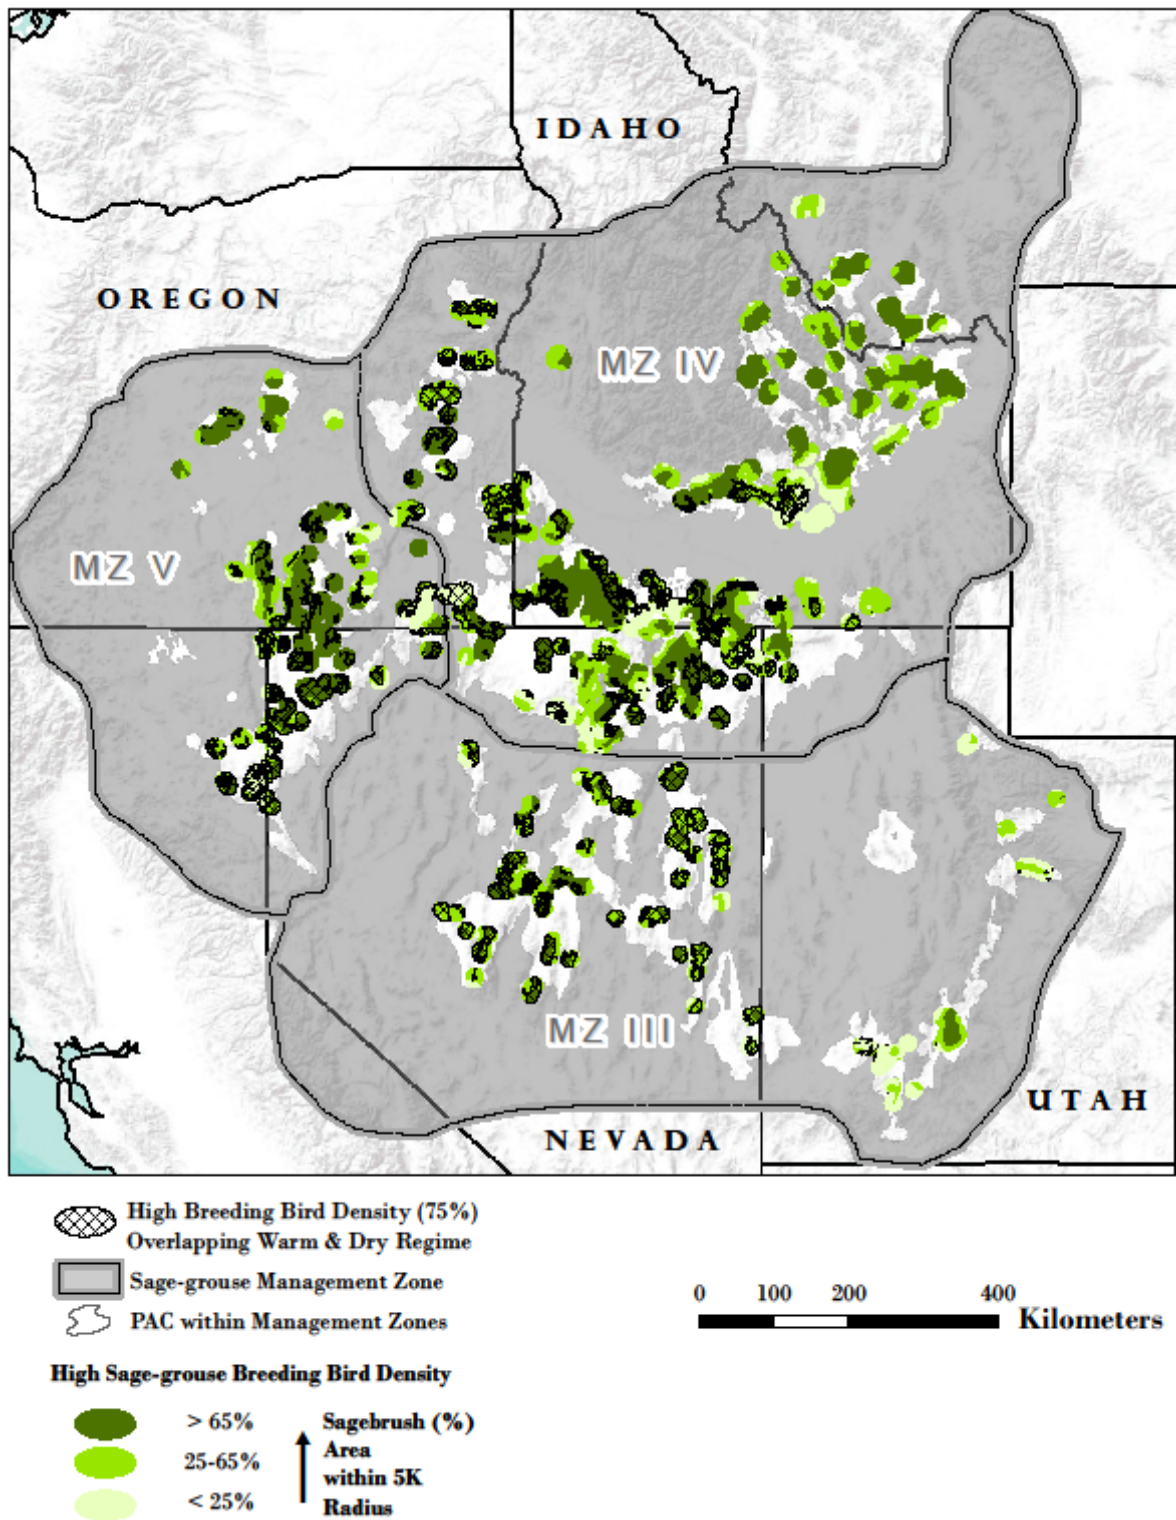 IDAHO
OREGON
MZ IV
MZ V
MZ III
UTAH
NEVADA
High Breeding Bird Density (75%)
Overlapping Warm & Dry Regime
Sage-grouse Management Zone
PAC within Management Zones
0 100 200 400 Kilometers
High Sage-grouse Breeding Bird Density
> 65%
25-65%
< 25%
Sagebrush (%)
Area
within 5K
Radius